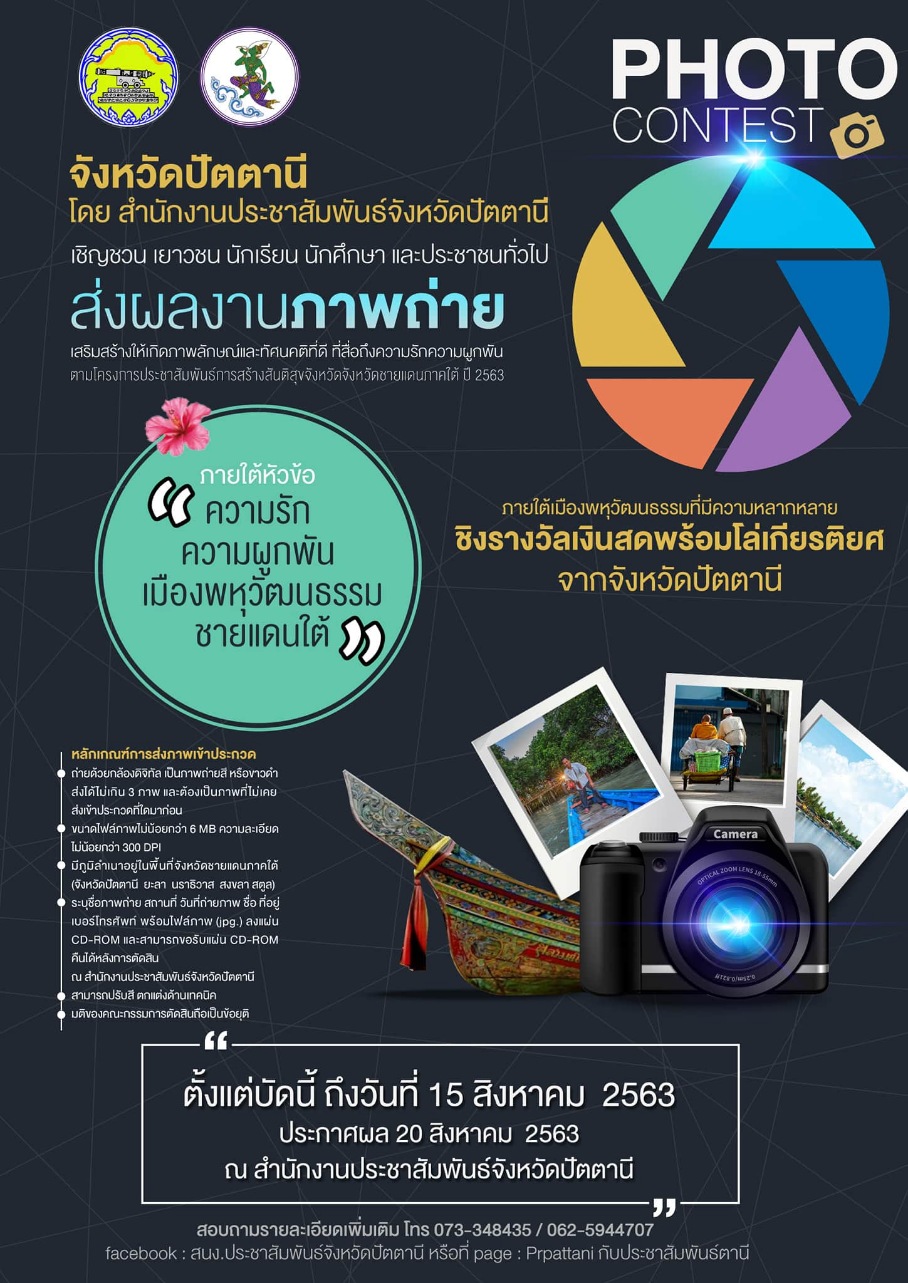 PHOTO
CONTEST
จังหวัดปัตตานี
โดย สำนักงานประชาสัมพันธ์จังหวัดปัตตานี
เชิญชวน เยาวชน นักเรียน นักศึกษา และประชาชนทั่วไป
ส่งผลงานภาพถ่าย
เสริมสร้างให้เกิดภาพลักษณ์และทัศนคติที่ดี ที่สื่อถึงความรักความผูกพัน
ตามโครงการประชาสัมพันธ์การสร้างสันติสุขจังหวัดจังหวัดชายแดนภาคใต้ ปี 2563
ภายใต้หัวข้อ
“ความรัก
ความผูกพัน
เมืองพหุวัฒนธรรม
ชายแดนใต้”
ภายใต้เมืองพหุวัฒนธรรมที่มีความหลากหลาย
ชิงรางวัลเงินสดพร้อมโล่เกียรติยศ
จากจังหวัดปัตตานี
หลักเกณฑ์การส่งภาพเข้าประกวด
ถ่ายด้วยกล้องดิจิทัล เป็นภาพถ่ายสี หรือขาวดำ
ส่งได้ไม่เกิน 3 ภาพ และต้องเป็นภาพที่ไม่เคย
ส่งเข้าประกวดที่ใดมาก่อน
ขนาดไฟล์ภาพไม่น้อยกว่า 6 MB ความละเอียด
ไม่น้อยกว่า 300 DPI
มีภูมิลำเนาอยู่ในพื้นที่จังหวัดชายแดนภาคใต้
(จังหวัดปัตตานี ยะลา นราธิวาส สงขลา สตูล)
ระบุชื่อภาพถ่าย สถานที่ วันที่ถ่ายภาพ ชื่อ ที่อยู่
เบอร์โทรศัพท์ พร้อมไฟล์ภาพ (jpg.) ลงแผ่น
CD-ROM และสามารถขอรับแผ่น CD-ROM
คืนได้หลังการตัดสิน
ณ สำนักงานประชาสัมพันธ์จังหวัดปัตตานี
สามารถปรับสี ตกแต่งด้านเทคนิค
มติของคณะกรรมการตัดสินถือเป็นข้อยุติ
Camera
OPTICAL ZOOM LENS 18-55mm
0.25m/0.82ft
“ตั้งแต่บัดนี้ ถึงวันที่ 15 สิงหาคม 2563
ประกาศผล 20 สิงหาคม 2563
ณ สำนักงานประชาสัมพันธ์จังหวัดปัตตานี”
สอบถามรายละเอียดเพิ่มเติม โทร 073-348435 / 062-5944707
facebook : สนง.ประชาสัมพันธ์จังหวัดปัตตานี หรือที่ page : Prpattani กับประชาสัมพันธ์ตานี